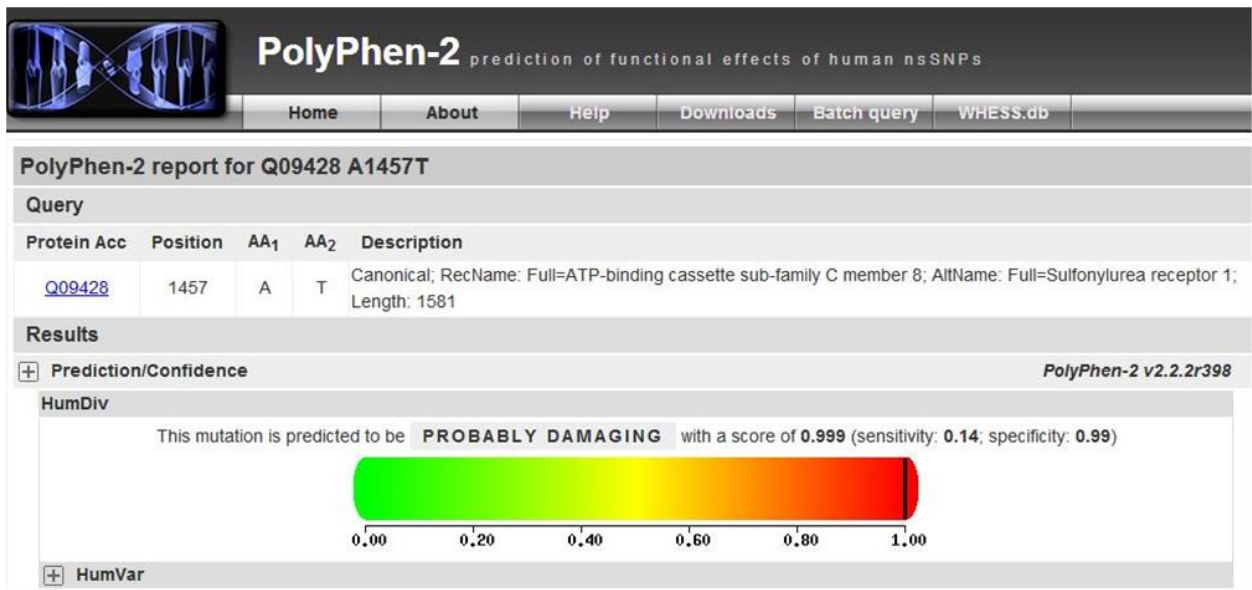 PolyPhen-2 prediction of functional effects of human nsSNPs
Home About Help Downloads Batch query WHESS.db
PolyPhen-2 report for Q09428 A1457T
Query
Protein Acc Position AA1 AA2 Description
Q09428 1457 A T Canonical; RecName: Full=ATP-binding cassette sub-family C member 8; AltName: Full=Sulfonylurea receptor 1;
Length: 1581
Results
Prediction/Confidence PolyPhen-2 v2.2.2r398
HumDiv
This mutation is predicted to be PROBABLY DAMAGING with a score of 0.999 (sensitivity: 0.14; specificity: 0.99)
0.00 0.20 0.40 0.60 0.80 1.00
HumVar